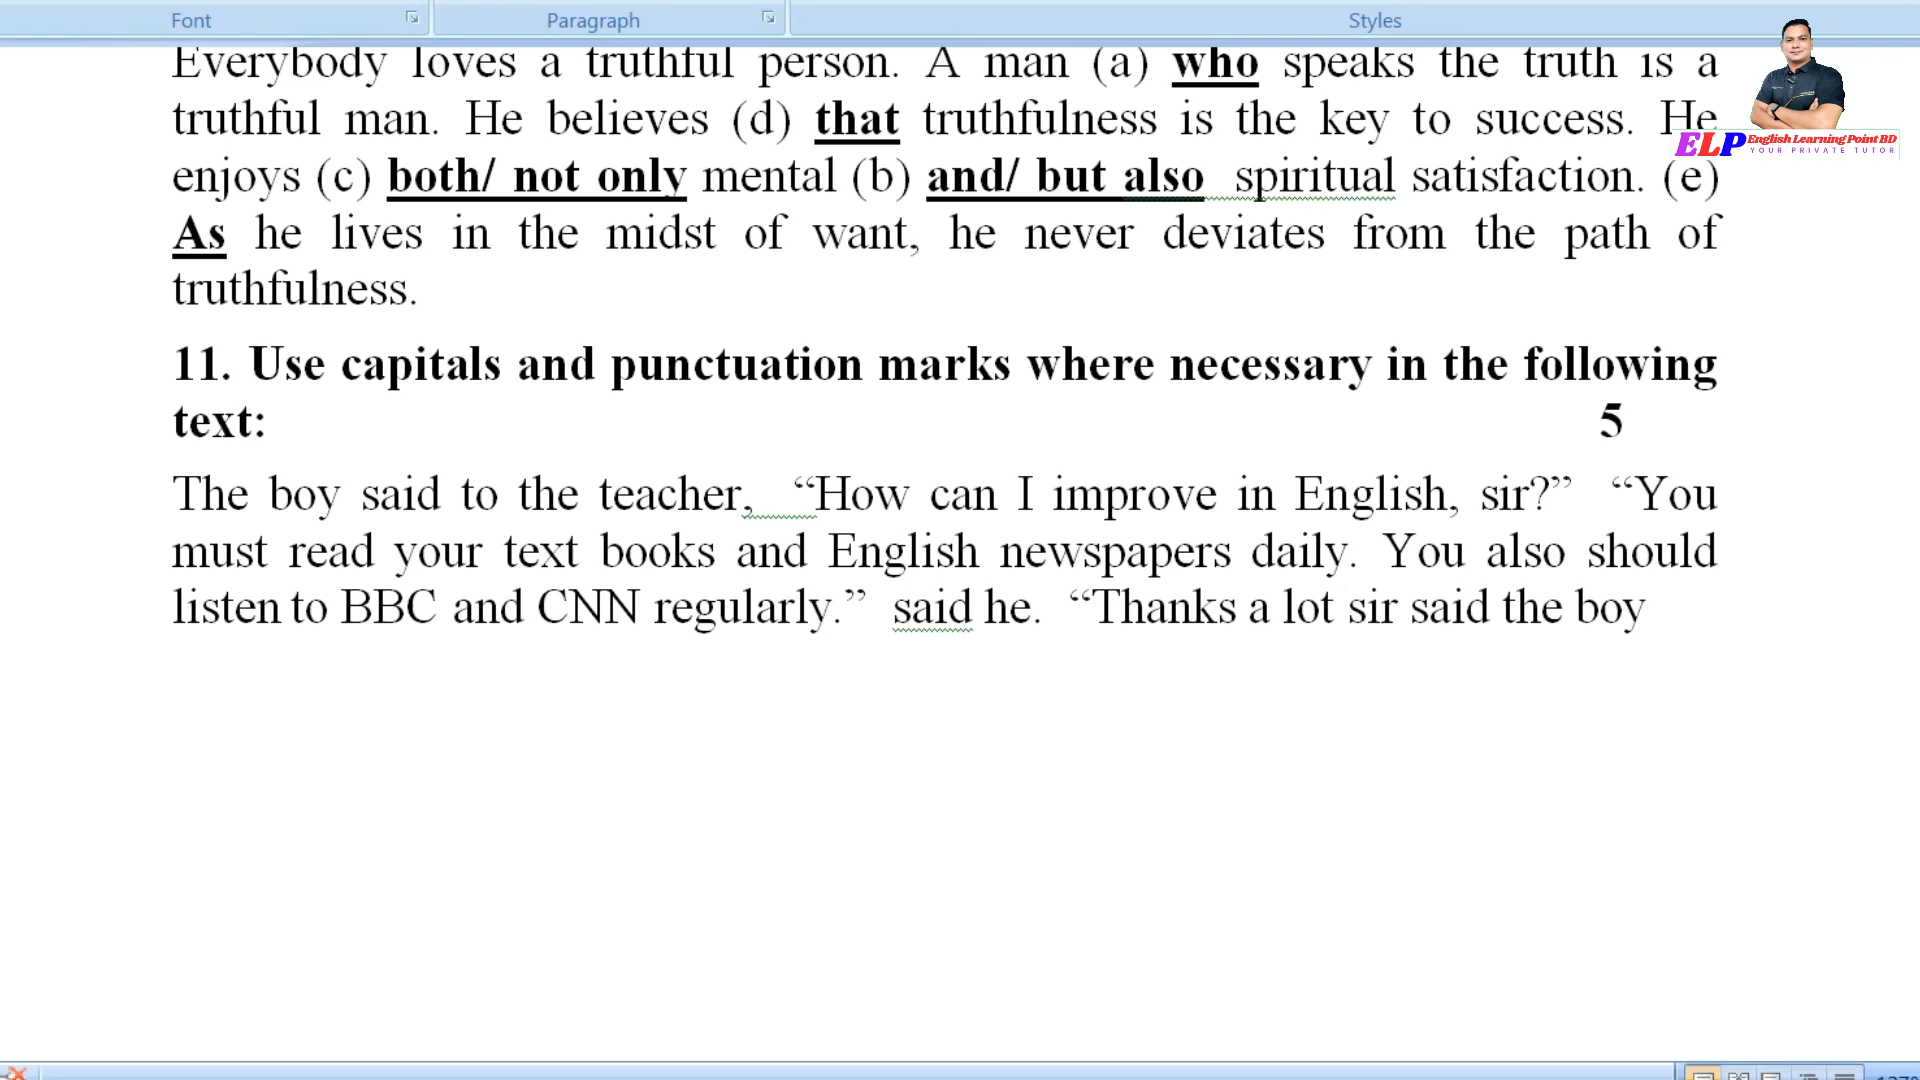 Font Paragraph Styles
Everybody loves a truthful person. A man (a) who speaks the truth is a
truthful man. He believes (d) that truthfulness is the key to success. He
ELP English Learning Point BD
YOUR PRIVATE TUTOR
enjoys (c) both/ not only mental (b) and/ but also spiritual satisfaction. (e)
As he lives in the midst of want, he never deviates from the path of
truthfulness.
11. Use capitals and punctuation marks where necessary in the following
text: 5
The boy said to the teacher, “How can I improve in English, sir?” “You
must read your text books and English newspapers daily. You also should
listen to BBC and CNN regularly.” said he. “Thanks a lot sir said the boy